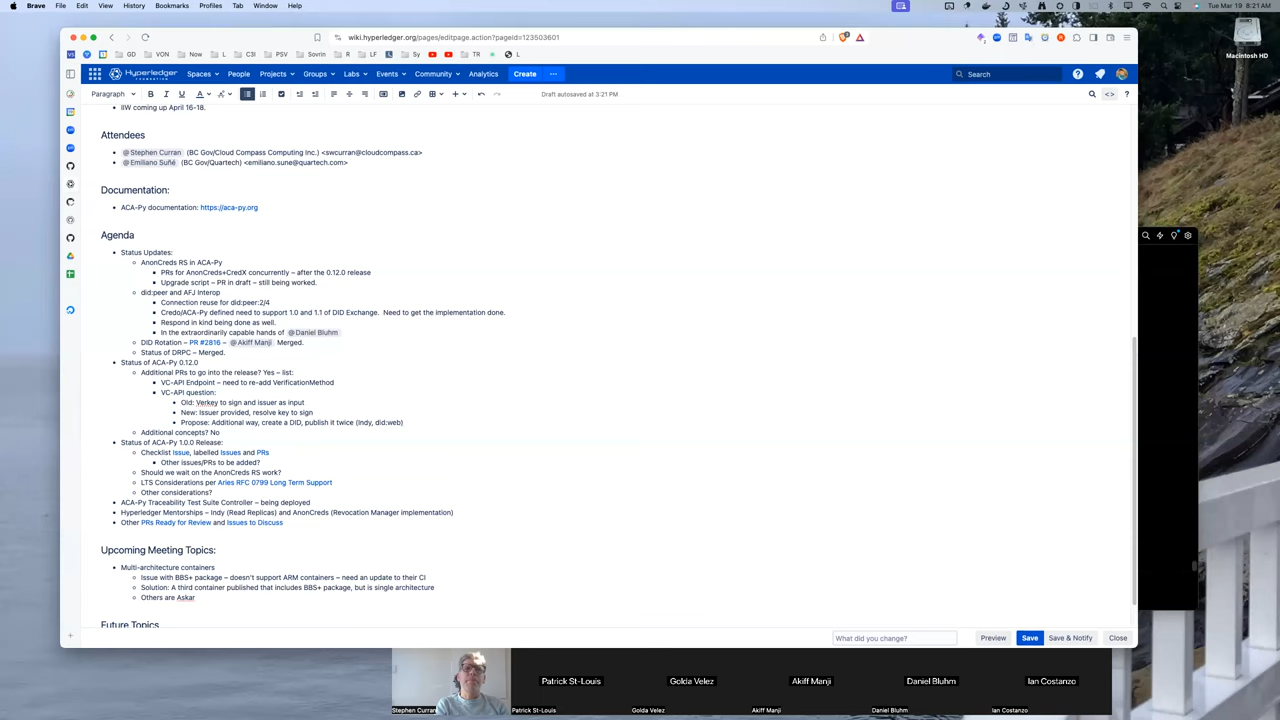 Brave File Edit View History Bookmarks Profiles Tab Window Help
Tue Mar 19 8:21 AM
wiki.hyperledger.org/pages/editpage.action?pageId=123503601
GD VON Now L C3I PSV Sovrin R LF Sy TR L
HYPERLEDGER FOUNDATION Spaces People Projects Groups Labs Events Community Analytics Create ··· Search
Paragraph B I U A Draft autosaved at 3:21 PM <> ?
IIW coming up April 16-18.
Attendees
@Stephen Curran (BC Gov/Cloud Compass Computing Inc.) <swcurran@cloudcompass.ca>
@Emiliano Suñé (BC Gov/Quartech) <emiliano.sune@quartech.com>
Documentation:
ACA-Py documentation: https://aca-py.org
Agenda
Status Updates:
AnonCreds RS in ACA-Py
PRs for AnonCreds+CredX concurrently – after the 0.12.0 release
Upgrade script – PR in draft – still being worked.
did:peer and AFJ Interop
Connection reuse for did:peer:2/4
Credo/ACA-Py defined need to support 1.0 and 1.1 of DID Exchange. Need to get the implementation done.
Respond in kind being done as well.
In the extraordinarily capable hands of @Daniel Bluhm
DID Rotation – PR #2816 – @Akiff Manji Merged.
Status of DRPC – Merged.
Status of ACA-Py 0.12.0
Additional PRs to go into the release? Yes – list:
VC-API Endpoint – need to re-add VerificationMethod
VC-API question:
Old: Verkey to sign and issuer as input
New: Issuer provided, resolve key to sign
Propose: Additional way, create a DID, publish it twice (Indy, did:web)
Additional concepts? No
Status of ACA-Py 1.0.0 Release:
Checklist Issue, labelled Issues and PRs
Other issues/PRs to be added?
Should we wait on the AnonCreds RS work?
LTS Considerations per Aries RFC 0799 Long Term Support
Other considerations?
ACA-Py Traceability Test Suite Controller – being deployed
Hyperledger Mentorships – Indy (Read Replicas) and AnonCreds (Revocation Manager implementation)
Other PRs Ready for Review and Issues to Discuss
Upcoming Meeting Topics:
Multi-architecture containers
Issue with BBS+ package – doesn't support ARM containers – need an update to their CI
Solution: A third container published that includes BBS+ package, but is single architecture
Others are Askar
Future Topics
What did you change? Preview Save Save & Notify Close
Macintosh HD
Patrick St-Louis Golda Velez Akiff Manji Daniel Bluhm Ian Costanzo
Stephen Curran Patrick St-Louis Golda Velez Akiff Manji Daniel Bluhm Ian Costanzo